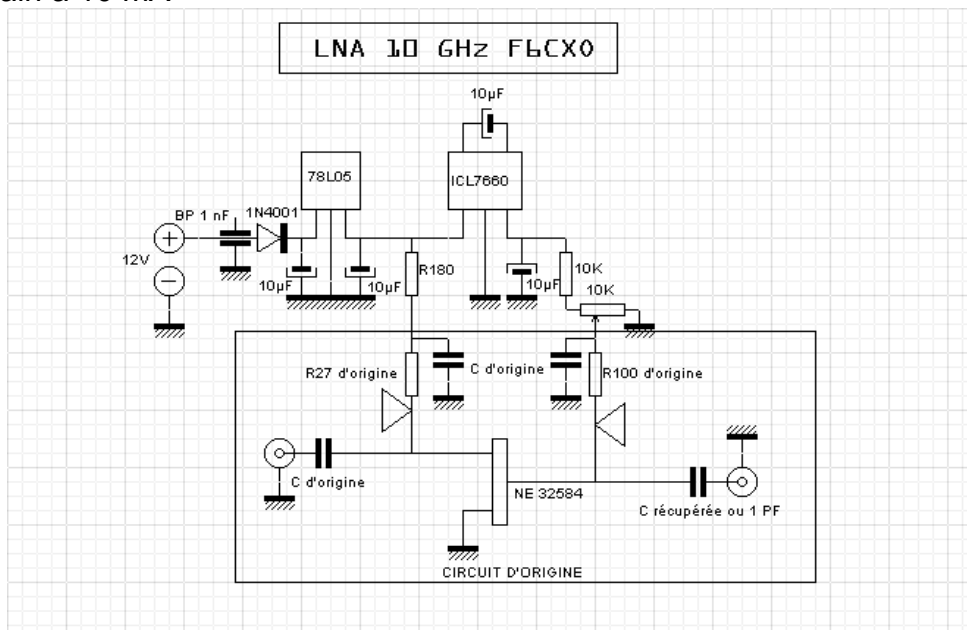 LNA 10 GHz F6CXO
10µF
78L05
ICL7660
BP 1 nF
1N4001
12V
10µF
10µF
R180
10µF
10K
10K
R27 d'origine
C d'origine
R100 d'origine
C d'origine
NE 32584
C récupérée ou 1 PF
CIRCUIT D'ORIGINE